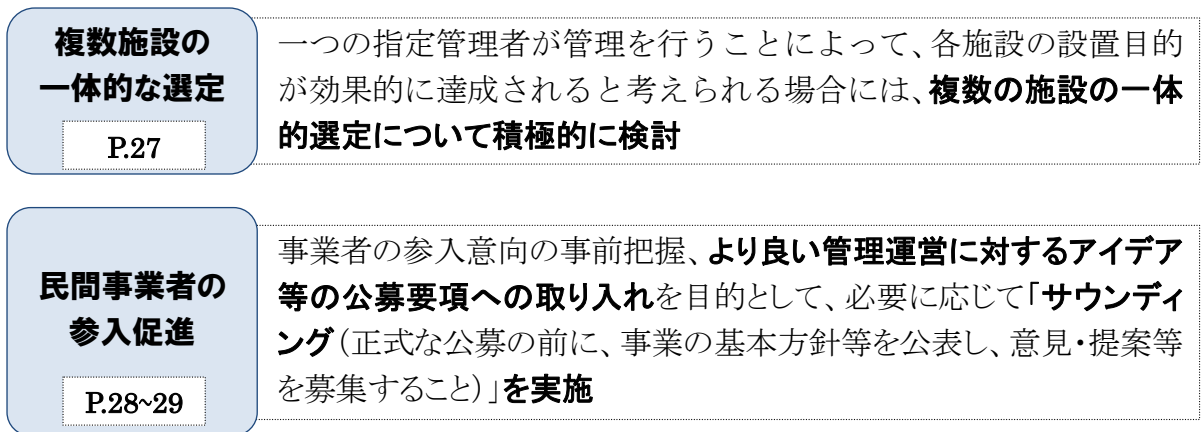 複数施設の
一体的な選定
P.27
一つの指定管理者が管理を行うことによって、各施設の設置目的
が効果的に達成されると考えられる場合には、複数の施設の一体
的選定について積極的に検討
民間事業者の
参入促進
P.28~29
事業者の参入意向の事前把握、より良い管理運営に対するアイデア
等の公募要項への取り入れを目的として、必要に応じて「サウンディ
ング(正式な公募の前に、事業の基本方針等を公表し、意見・提案等
を募集すること)」を実施